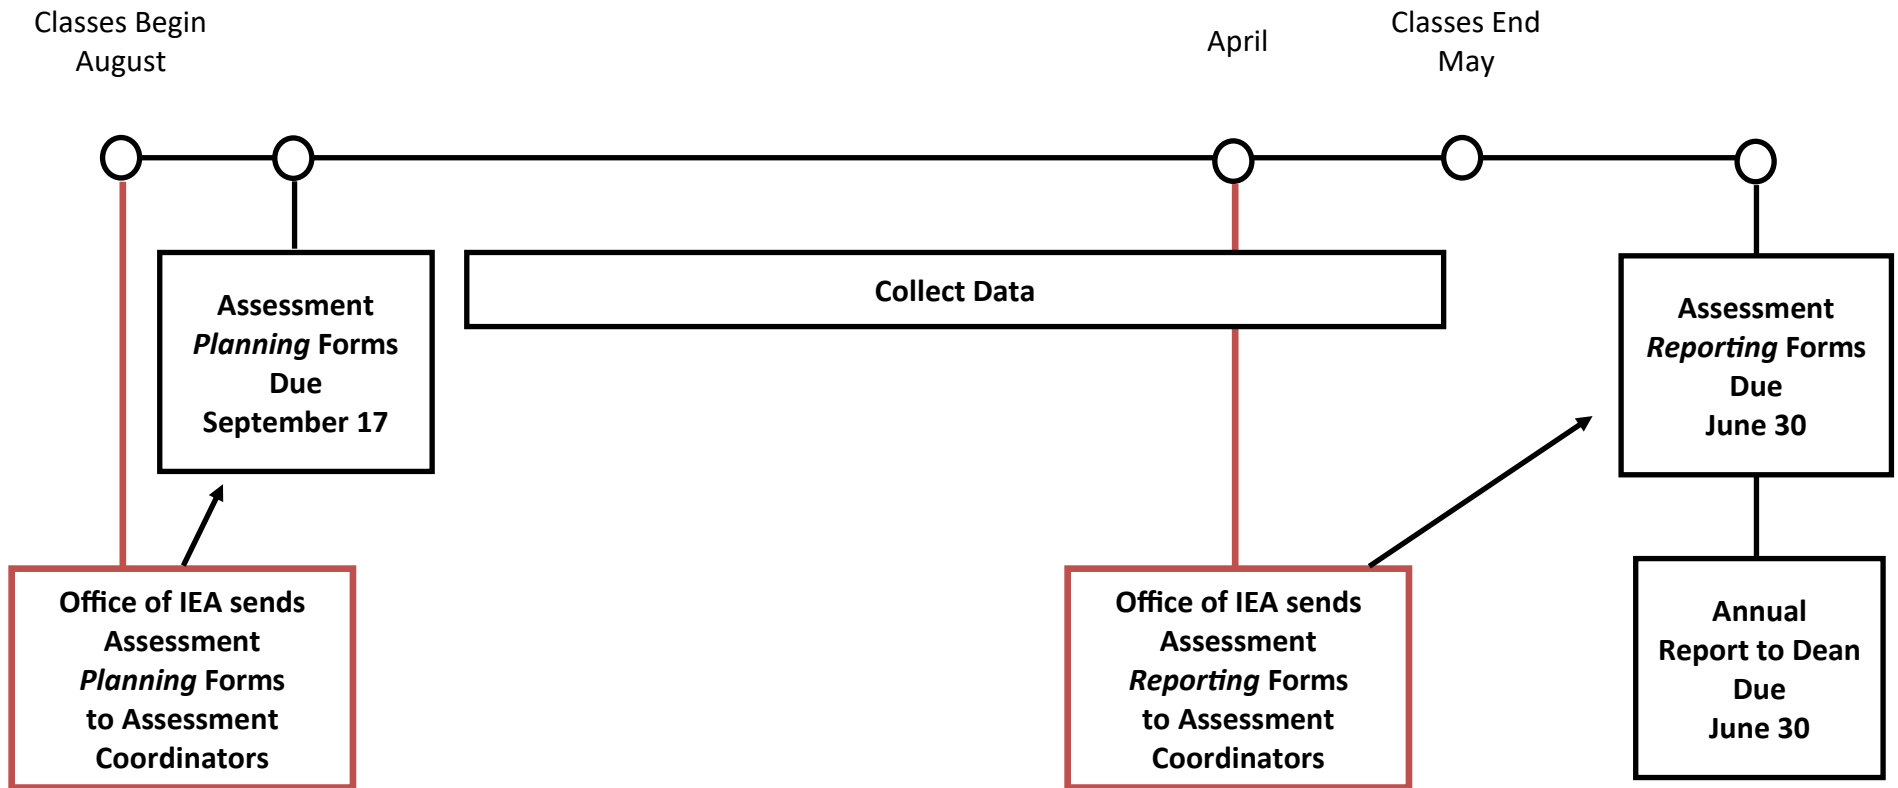 Classes Begin
August
April
Classes End
May
Assessment
Planning Forms
Due
September 17
Collect Data
Assessment
Reporting Forms
Due
June 30
Office of IEA sends
Assessment
Planning Forms
to Assessment
Coordinators
Office of IEA sends
Assessment
Reporting Forms
to Assessment
Coordinators
Annual
Report to Dean
Due
June 30